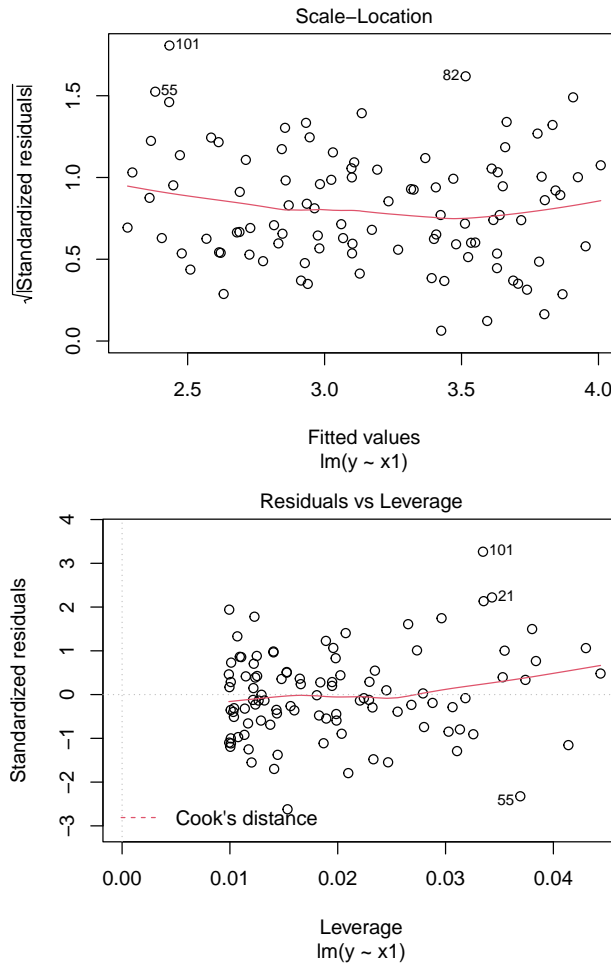 Scale−Location
√|Standardized residuals|
0.0 0.5 1.0 1.5
101
55
82
2.5 3.0 3.5 4.0
Fitted values
lm(y ~ x1)
Residuals vs Leverage
Standardized residuals
−3 −2 −1 0 1 2 3 4
101
21
55
Cook's distance
0.00 0.01 0.02 0.03 0.04
Leverage
lm(y ~ x1)